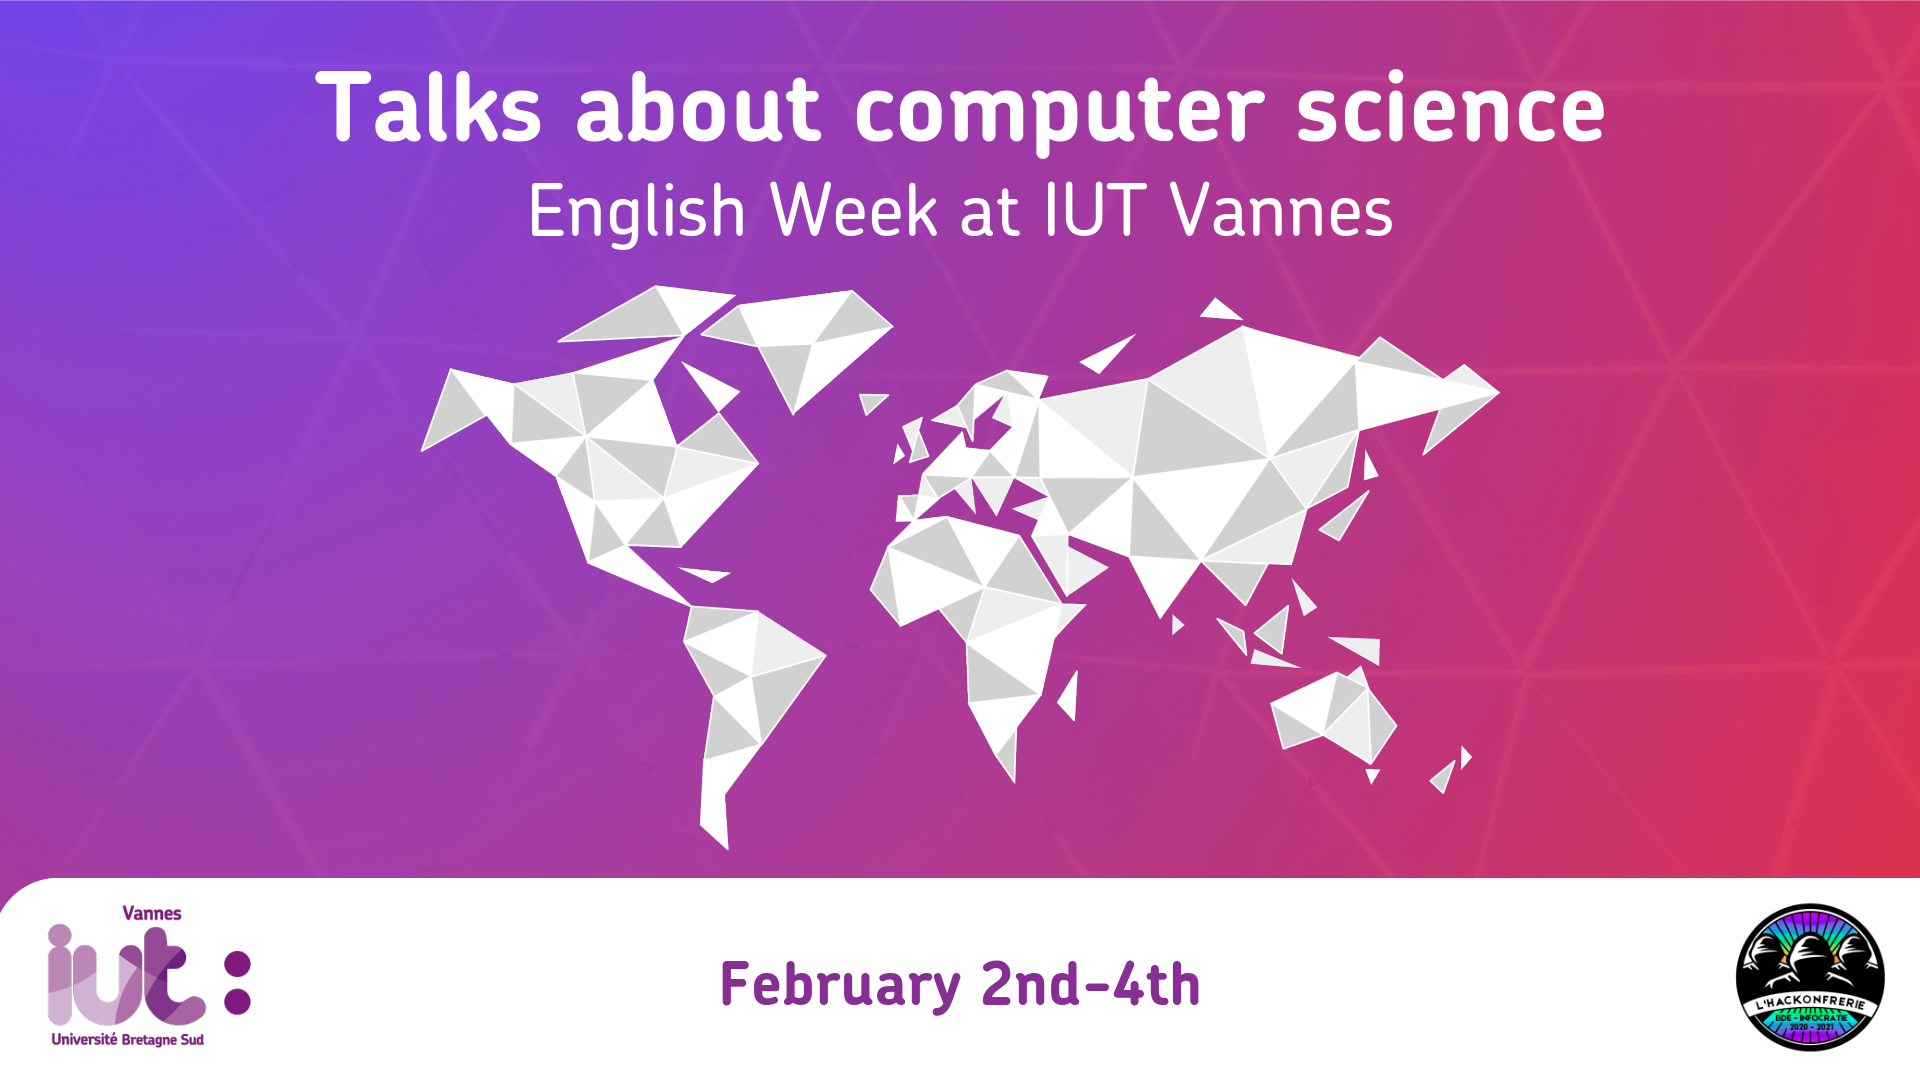 Talks about computer science
English Week at IUT Vannes
Vannes
iut:
Université Bretagne Sud
February 2nd-4th
L'HACKONFRERIE
BDE - INFOCRATIE
2020 - 2021